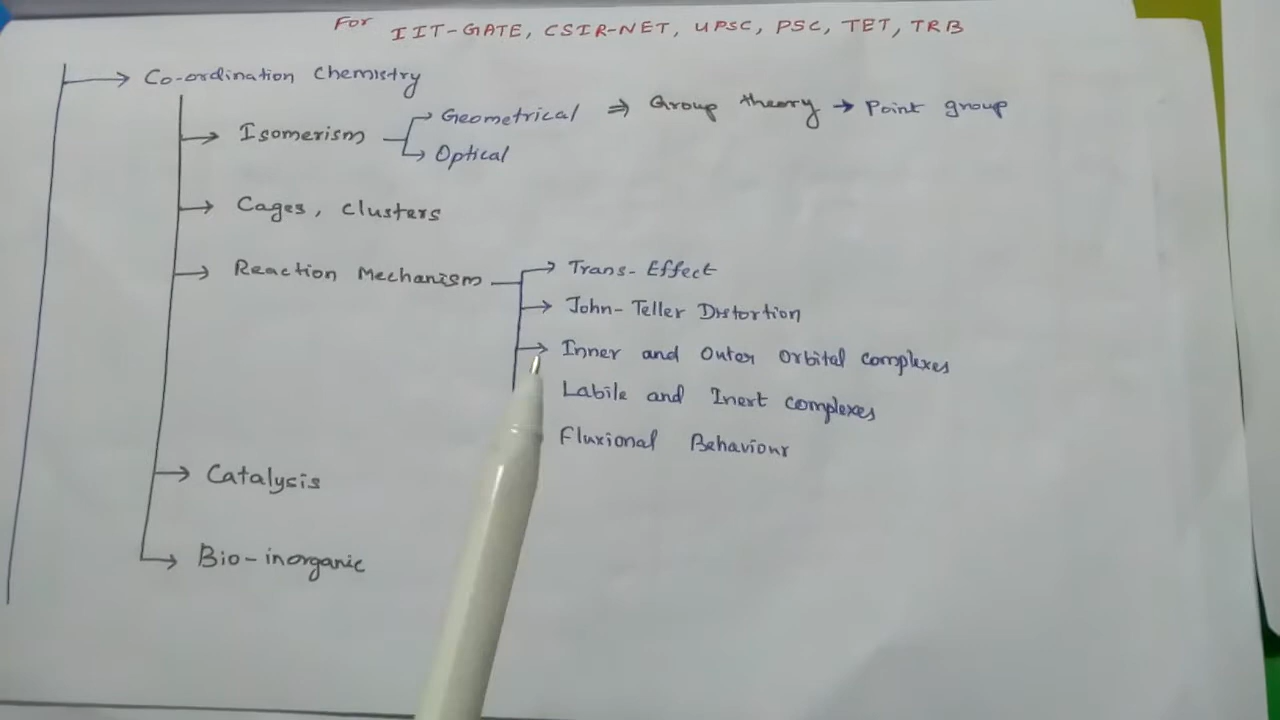 For IIT-GATE, CSIR-NET, UPSC, PSC, TET, TRB
Co-ordination Chemistry
Isomerism
Geometrical ⇒ Group theory → Point group
Optical
Cages, Clusters
Reaction Mechanism
Trans-Effect
John-Teller Distortion
Inner and Outer Orbital Complexes
Labile and Inert Complexes
Fluxional Behaviour
Catalysis
Bio-inorganic